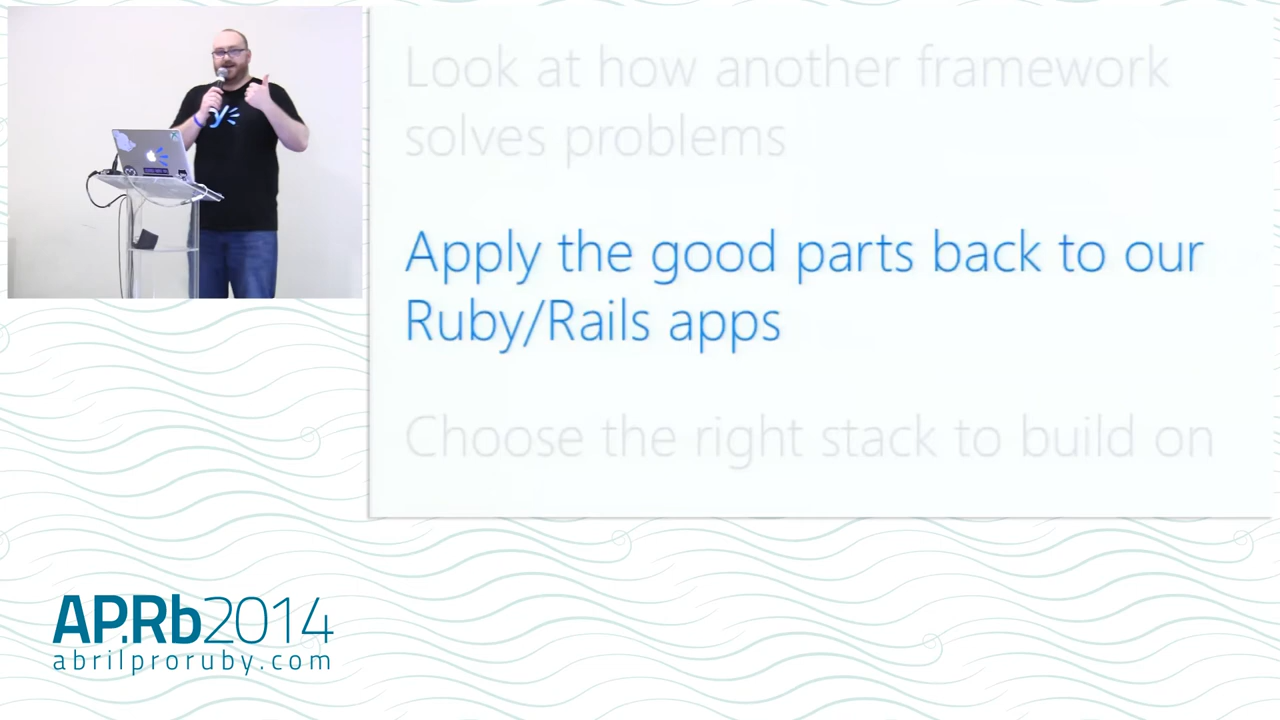 Look at how another framework
solves problems
Apply the good parts back to our
Ruby/Rails apps
Choose the right stack to build on
AP.Rb2014
abrilproruby.com